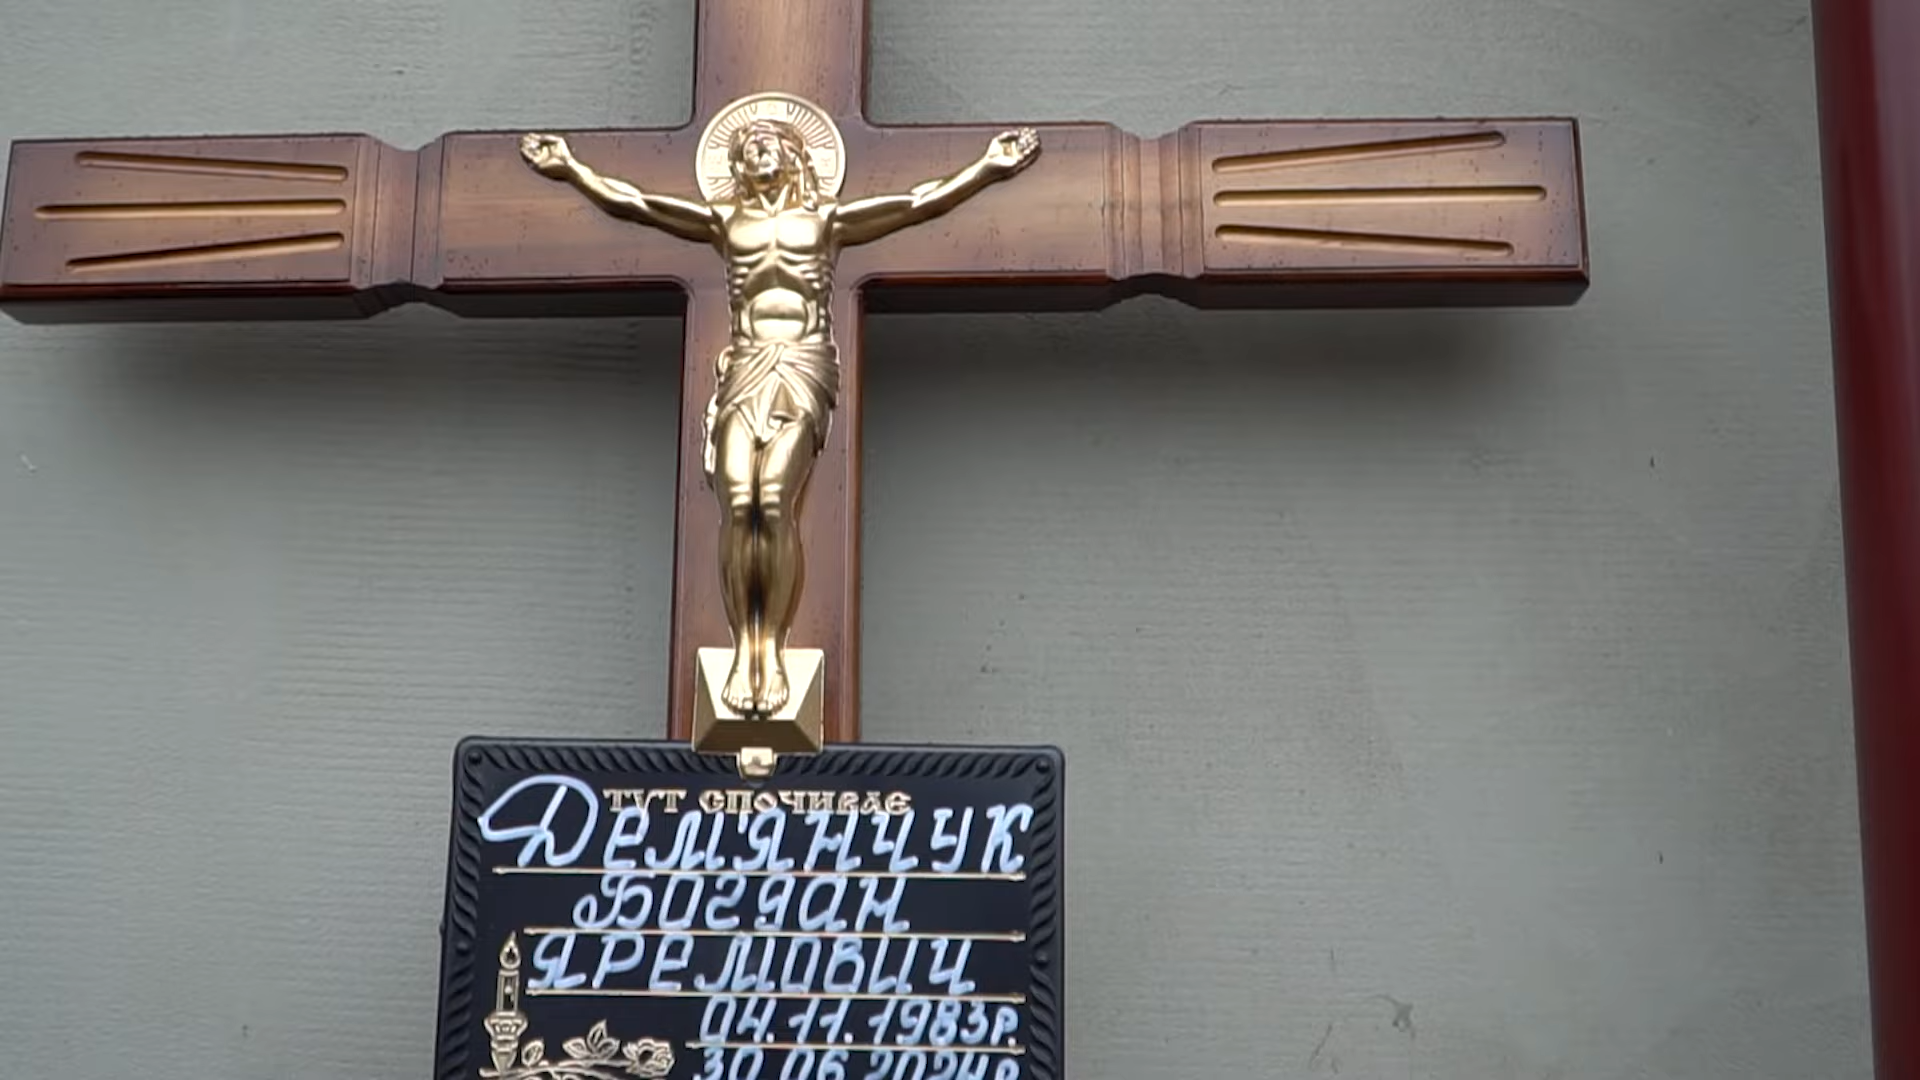 ТУТ СПОЧИВАЄ
ДЕМ'ЯНЧУК
БОГДАН
ЯРЕМОВИЧ
04.11.1983р.
30.06.2024р